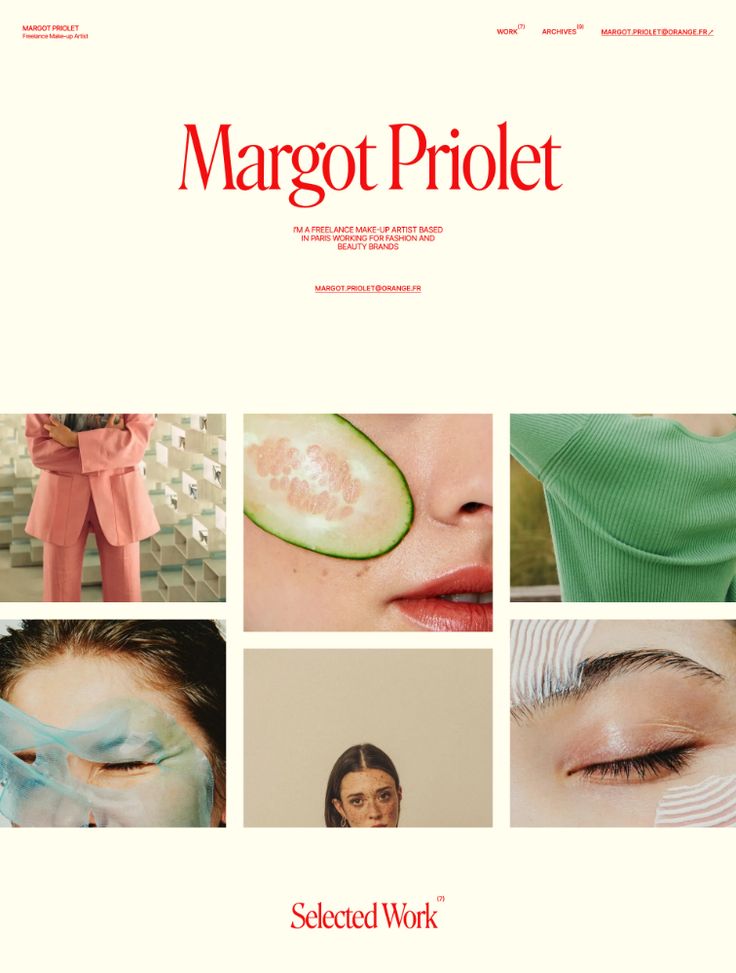 MARGOT PRIOLET
Freelance Make-up Artist
WORK(7) ARCHIVES(9) MARGOT.PRIOLET@ORANGE.FR↗
Margot Priolet
I'M A FREELANCE MAKE-UP ARTIST BASED
IN PARIS WORKING FOR FASHION AND
BEAUTY BRANDS
MARGOT.PRIOLET@ORANGE.FR
Selected Work(7)